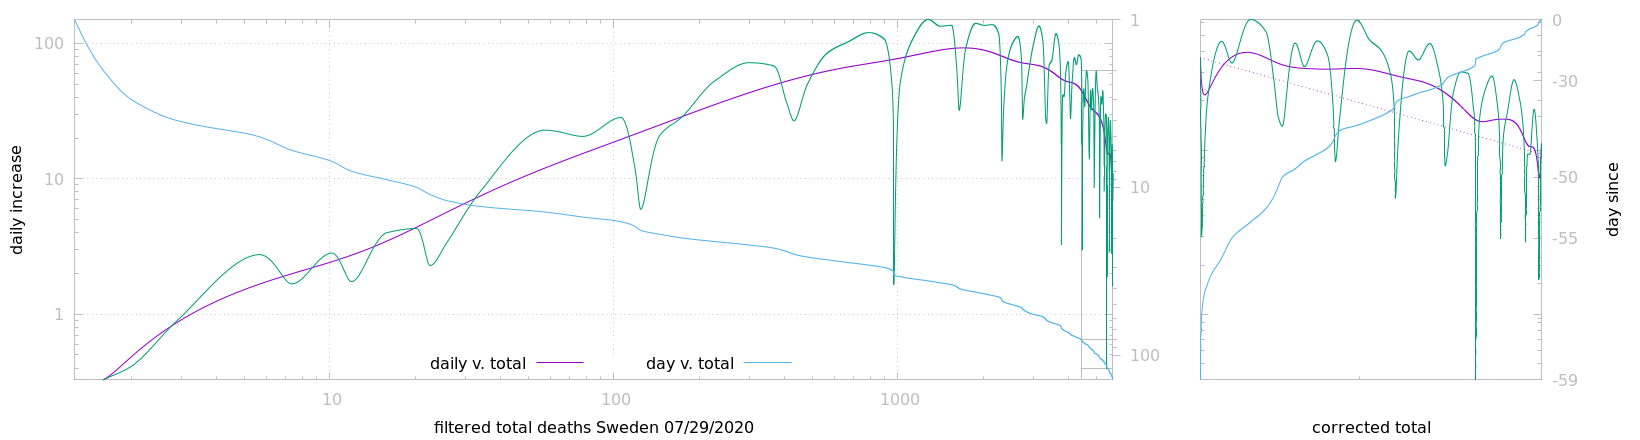 daily increase
100
10
1
daily v. total
day v. total
10
100
1000
filtered total deaths Sweden 07/29/2020
1
10
100
0
-30
-50
-55
-59
day since
corrected total